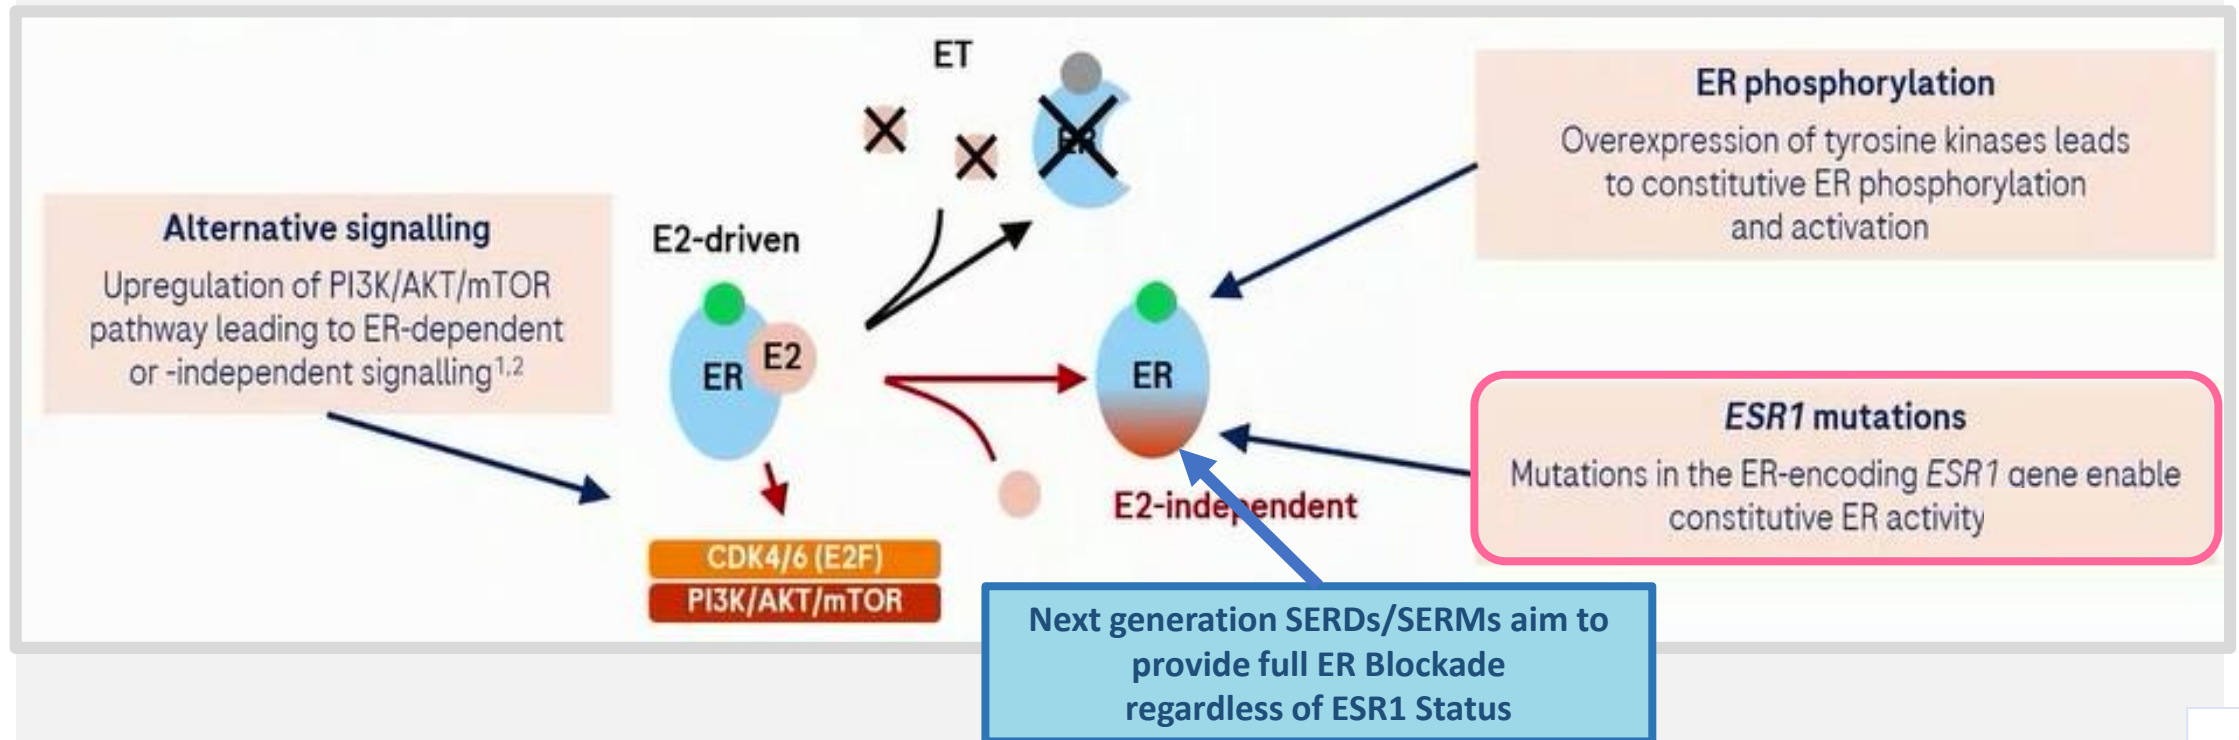 ET
ER
Alternative signalling
Upregulation of PI3K/AKT/mTOR
pathway leading to ER-dependent
or -independent signalling1,2
E2-driven
ER
E2
CDK4/6 (E2F)
PI3K/AKT/mTOR
ER
E2-independent
ER phosphorylation
Overexpression of tyrosine kinases leads
to constitutive ER phosphorylation
and activation
ESR1 mutations
Mutations in the ER-encoding ESR1 gene enable
constitutive ER activity
Next generation SERDs/SERMs aim to
provide full ER Blockade
regardless of ESR1 Status